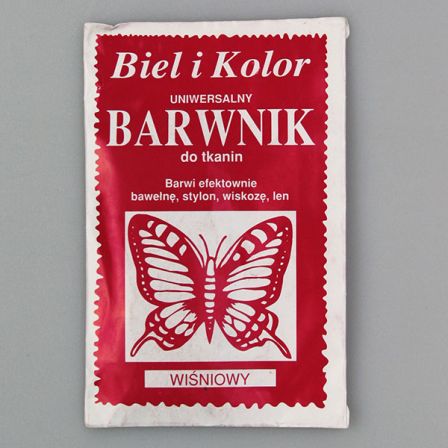 Biel i Kolor
UNIWERSALNY
BARWNIK
do tkanin
Barwi efektownie
bawełnę, stylon, wiskozę, len
WIŚNIOWY